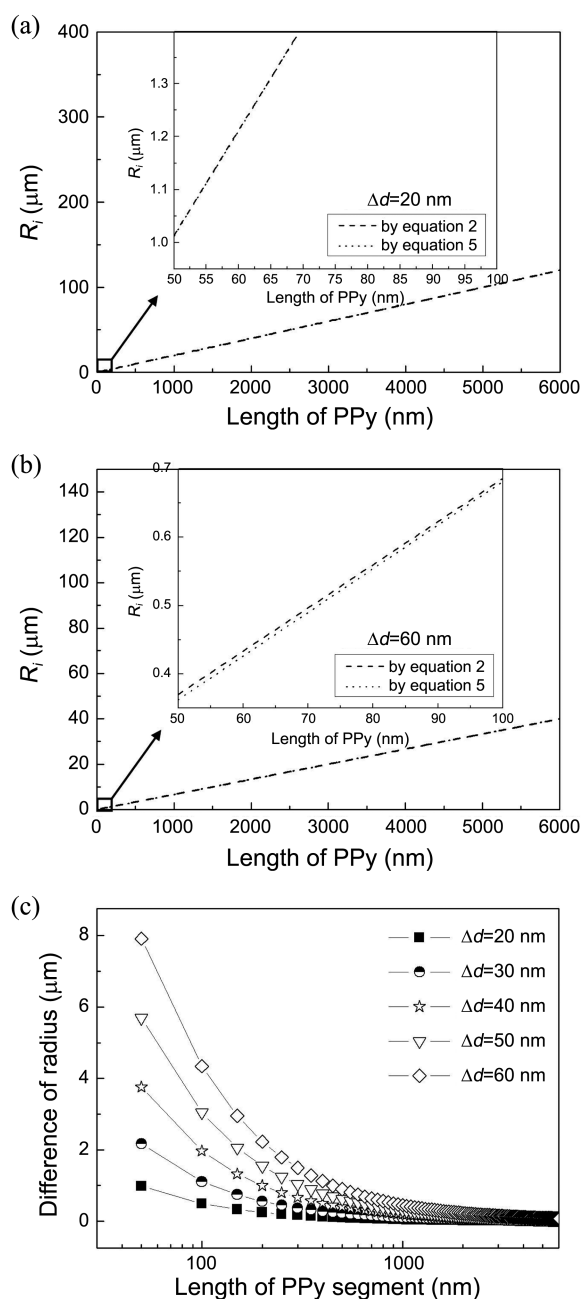 (a)
400
350
300
250
200
150
100
50
0
R_i (μm)
1.3
1.2
1.1
1.0
R_i (μm)
Δd=20 nm
by equation 2
by equation 5
50 55 60 65 70 75 80 85 90 95 100
Length of PPy (nm)
0 1000 2000 3000 4000 5000 6000
Length of PPy (nm)
(b)
140
120
100
80
60
40
20
0
R_i (μm)
0.7
0.6
0.5
0.4
R_i (μm)
Δd=60 nm
by equation 2
by equation 5
50 60 70 80 90 100
Length of PPy (nm)
0 1000 2000 3000 4000 5000 6000
Length of PPy (nm)
(c)
8
6
4
2
0
Difference of radius (μm)
Δd=20 nm
Δd=30 nm
Δd=40 nm
Δd=50 nm
Δd=60 nm
100 1000
Length of PPy segment (nm)